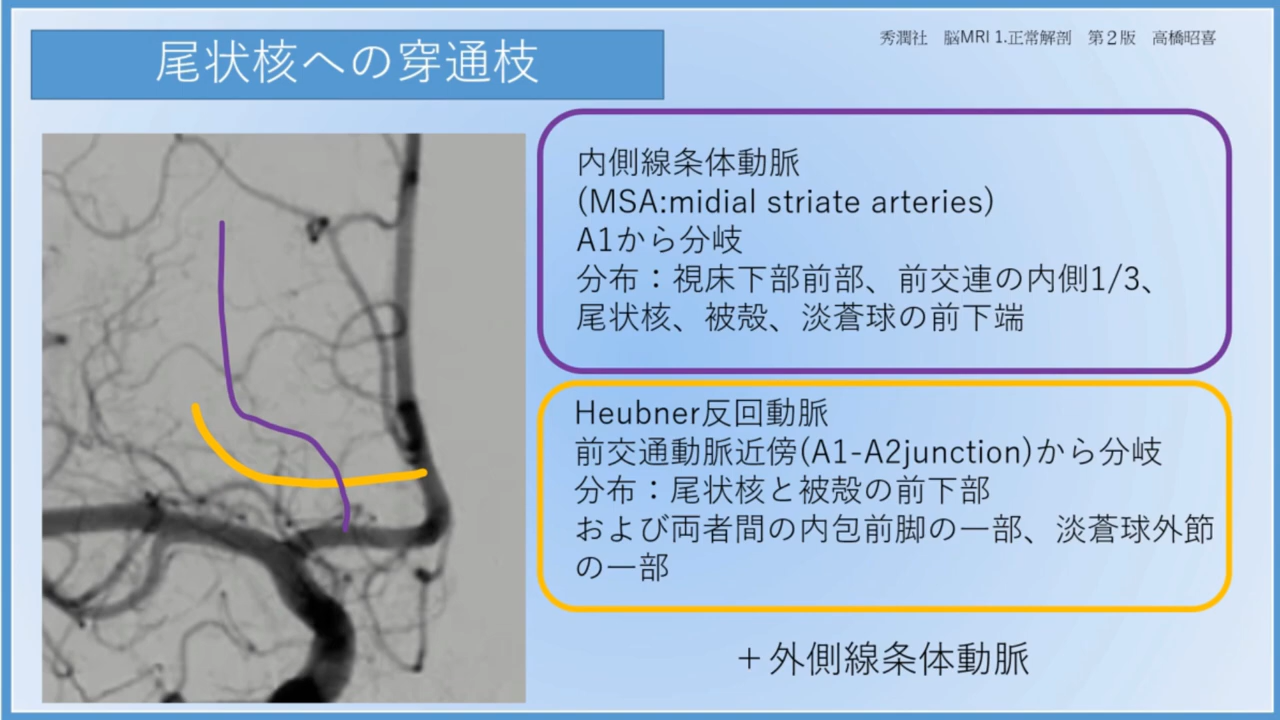 秀潤社 脳MRI 1.正常解剖 第2版 高橋昭喜
尾状核への穿通枝
内側線条体動脈
(MSA:midial striate arteries)
A1から分岐
分布：視床下部前部、前交連の内側1/3、
尾状核、被殻、淡蒼球の前下端
Heubner反回動脈
前交通動脈近傍(A1-A2junction)から分岐
分布：尾状核と被殻の前下部
および両者間の内包前脚の一部、淡蒼球外節
の一部
＋外側線条体動脈